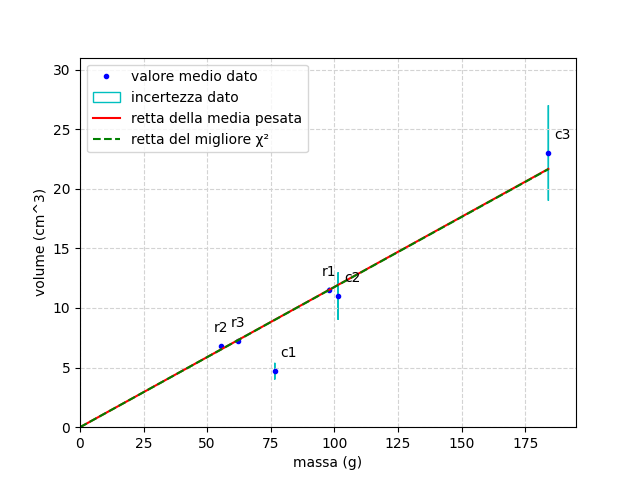 valore medio dato
incertezza dato
retta della media pesata
retta del migliore χ²
30
25
20
15
10
5
0
volume (cm^3)
c3
r1
c2
r2
r3
c1
0
25
50
75
100
125
150
175
massa (g)